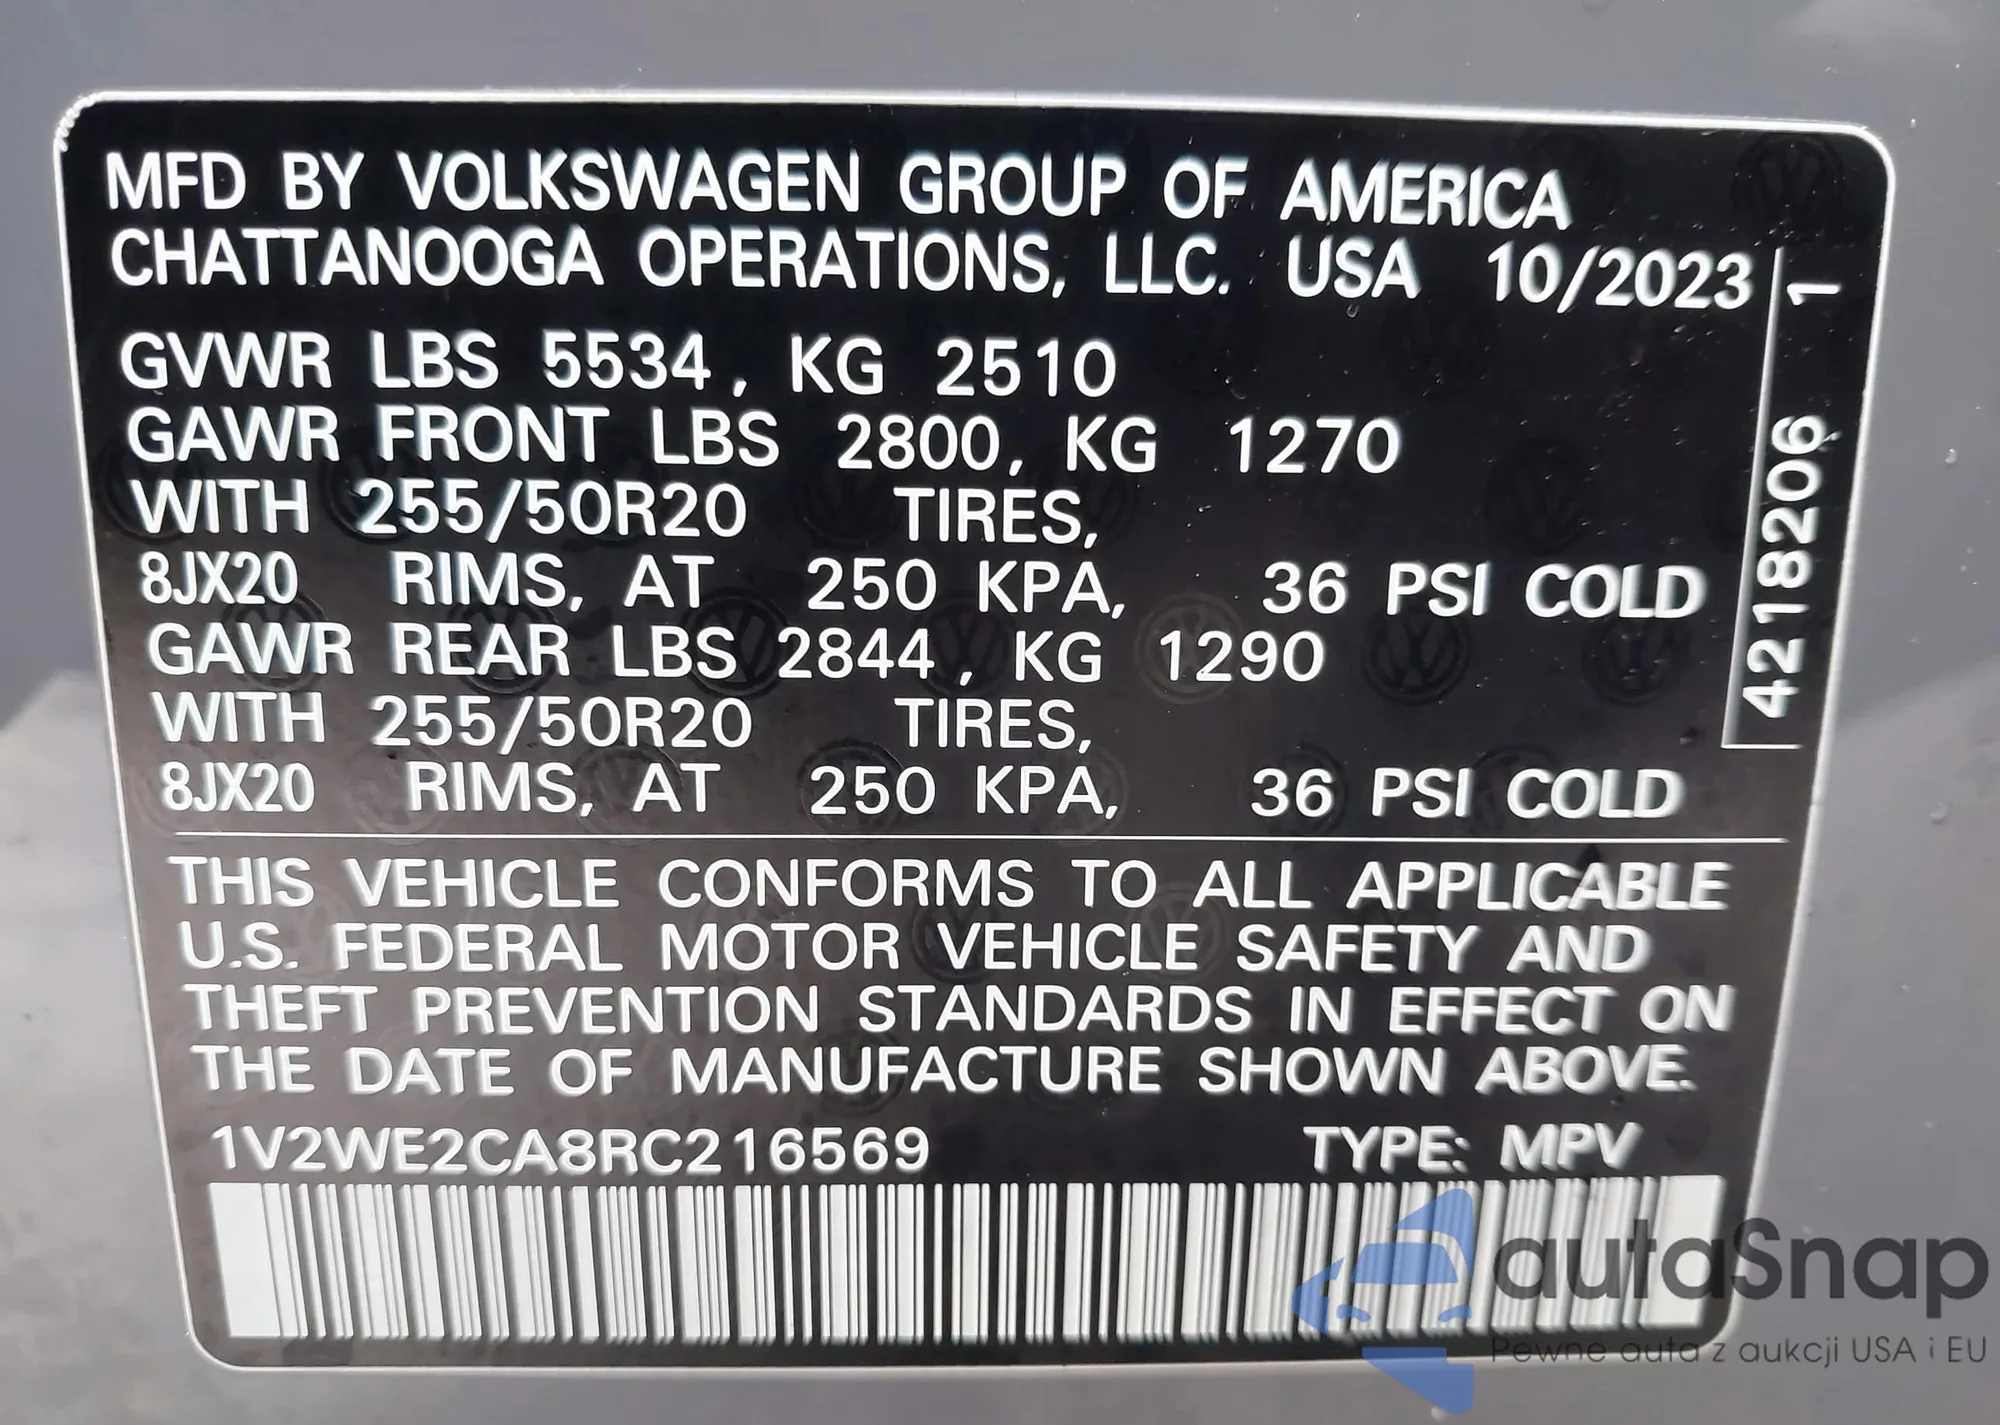 MFD BY VOLKSWAGEN GROUP OF AMERICA
CHATTANOOGA OPERATIONS, LLC. USA 10/2023
GVWR LBS 5534, KG 2510
GAWR FRONT LBS 2800, KG 1270
WITH 255/50R20 TIRES,
8JX20 RIMS, AT 250 KPA, 36 PSI COLD
GAWR REAR LBS 2844, KG 1290
WITH 255/50R20 TIRES,
8JX20 RIMS, AT 250 KPA, 36 PSI COLD
4218206 1
THIS VEHICLE CONFORMS TO ALL APPLICABLE
U.S. FEDERAL MOTOR VEHICLE SAFETY AND
THEFT PREVENTION STANDARDS IN EFFECT ON
THE DATE OF MANUFACTURE SHOWN ABOVE.
1V2WE2CA8RC216569 TYPE: MPV
autaSnap
Pewne auta z aukcji USA i EU